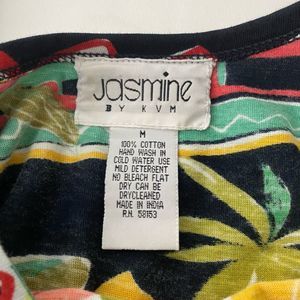 Jasmine
BY KVM
M
100% COTTON
HAND WASH IN
COLD WATER USE
MILD DETERGENT
NO BLEACH FLAT
DRY CAN BE
DRYCLEANED
MADE IN INDIA
R.N. 58153